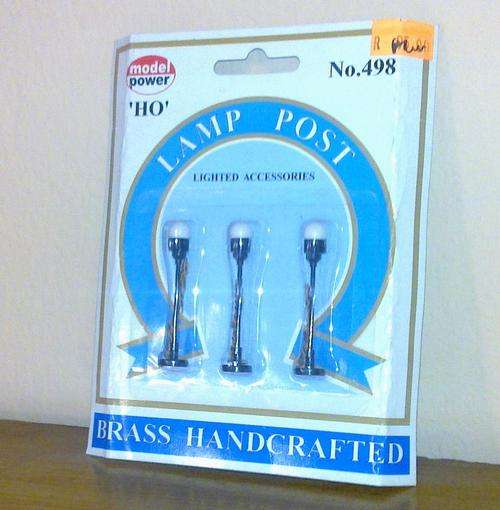 model
power
No.498
'HO'
LAMP POST
LIGHTED ACCESSORIES
BRASS HANDCRAFTED